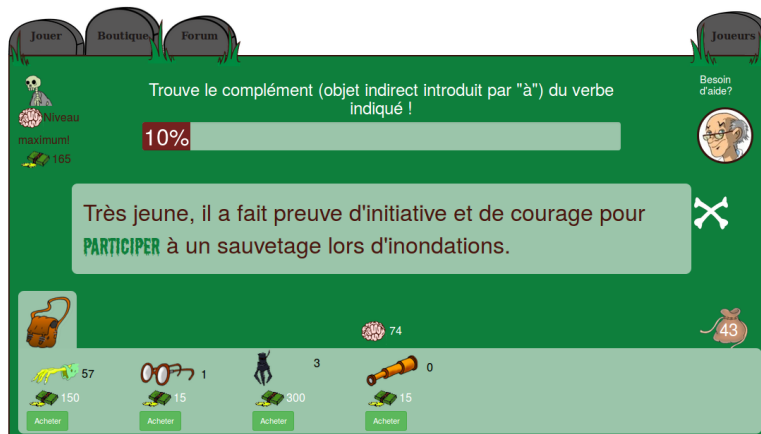 Jouer
Boutique
Forum
Joueurs
Niveau
maximum!
165
Trouve le complément (objet indirect introduit par "à") du verbe
indiqué !
10%
Besoin
d'aide?
Très jeune, il a fait preuve d'initiative et de courage pour
PARTICIPER à un sauvetage lors d'inondations.
74
43
57
1
3
0
150
15
300
15
Acheter
Acheter
Acheter
Acheter